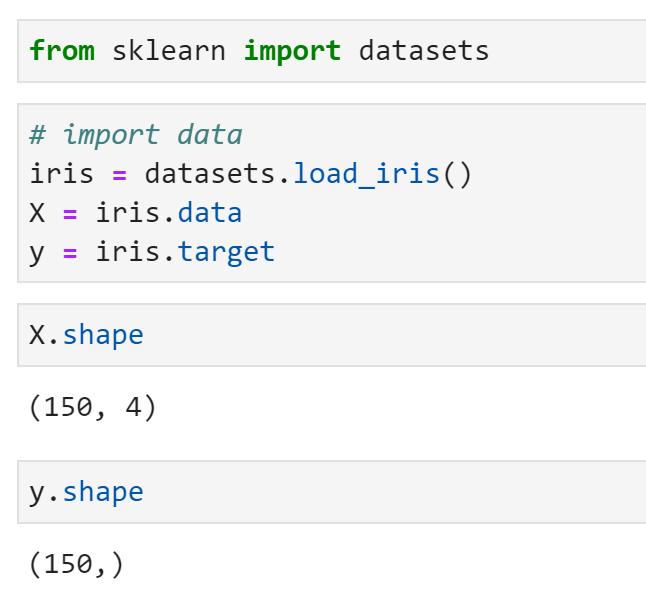 from sklearn import datasets
# import data
iris = datasets.load_iris()
X = iris.data
y = iris.target
X.shape
(150, 4)
y.shape
(150,)